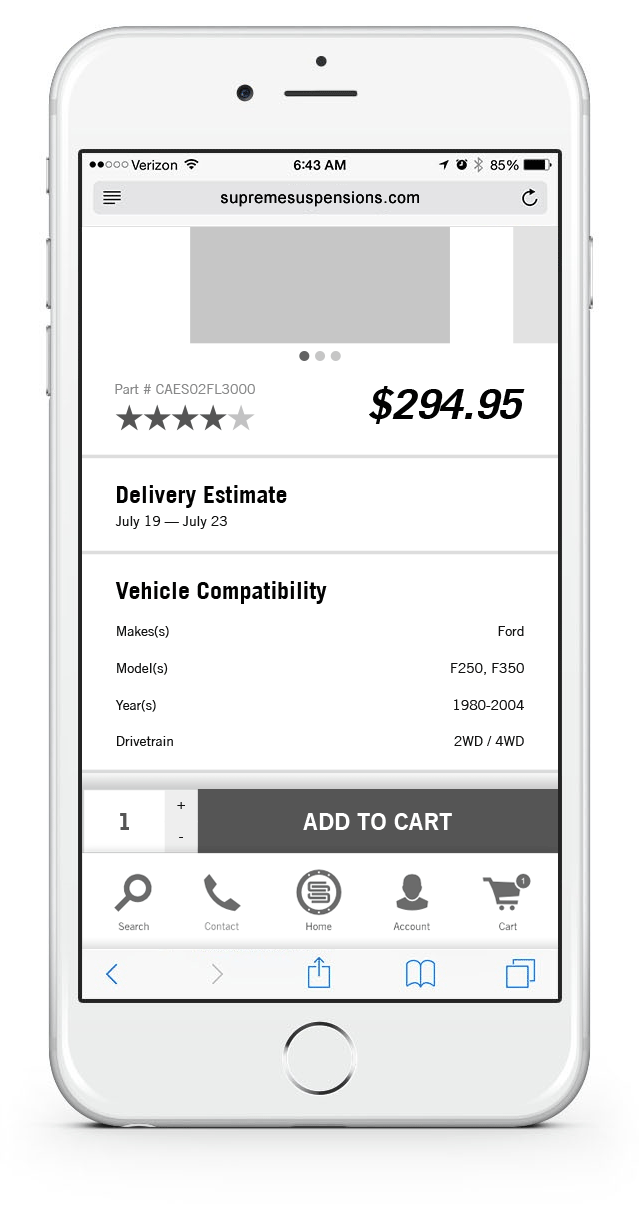 Verizon 6:43 AM 85%
supremesuspensions.com
Part # CAES02FL3000
$294.95
Delivery Estimate
July 19 — July 23
Vehicle Compatibility
Makes(s) Ford
Model(s) F250, F350
Year(s) 1980-2004
Drivetrain 2WD / 4WD
1 + -
ADD TO CART
1
Search Contact Home Account Cart